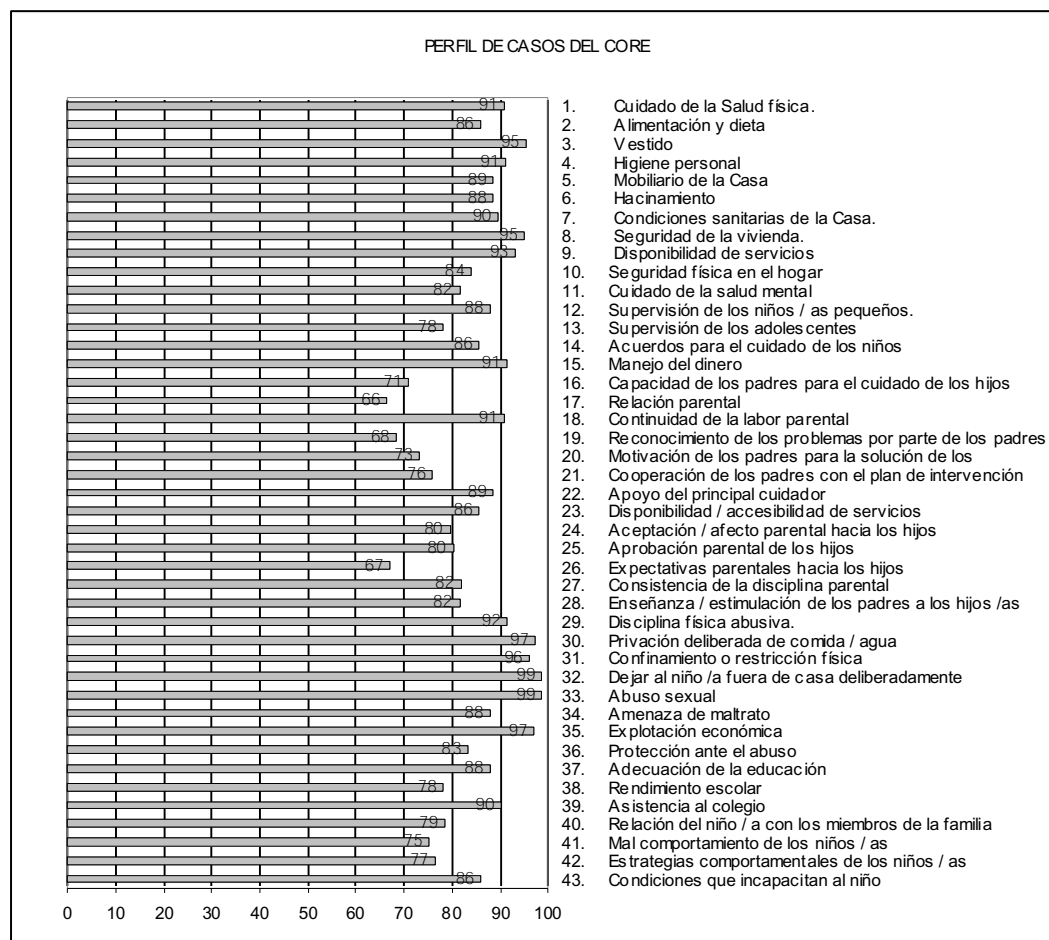 PERFIL DE CASOS DEL CORE
91 1. Cuidado de la Salud física.
86 2. Alimentación y dieta
95 3. Vestido
91 4. Higiene personal
89 5. Mobiliario de la Casa
88 6. Hacinamiento
90 7. Condiciones sanitarias de la Casa.
95 8. Seguridad de la vivienda.
93 9. Disponibilidad de servicios
84 10. Seguridad física en el hogar
82 11. Cuidado de la salud mental
88 12. Supervisión de los niños / as pequeños.
78 13. Supervisión de los adolescentes
86 14. Acuerdos para el cuidado de los niños
91 15. Manejo del dinero
71 16. Capacidad de los padres para el cuidado de los hijos
66 17. Relación parental
91 18. Continuidad de la labor parental
68 19. Reconocimiento de los problemas por parte de los padres
73 20. Motivación de los padres para la solución de los
76 21. Cooperación de los padres con el plan de intervención
89 22. Apoyo del principal cuidador
86 23. Disponibilidad / accesibilidad de servicios
80 24. Aceptación / afecto parental hacia los hijos
80 25. Aprobación parental de los hijos
67 26. Expectativas parentales hacia los hijos
82 27. Consistencia de la disciplina parental
82 28. Enseñanza / estimulación de los padres a los hijos /as
92 29. Disciplina física abusiva.
97 30. Privación deliberada de comida / agua
96 31. Confinamiento o restricción física
99 32. Dejar al niño /a fuera de casa deliberadamente
99 33. Abuso sexual
88 34. Amenaza de maltrato
97 35. Explotación económica
83 36. Protección ante el abuso
88 37. Adecuación de la educación
78 38. Rendimiento escolar
90 39. Asistencia al colegio
79 40. Relación del niño / a con los miembros de la familia
75 41. Mal comportamiento de los niños / as
77 42. Estrategias comportamentales de los niños / as
86 43. Condiciones que incapacitan al niño
0 10 20 30 40 50 60 70 80 90 100